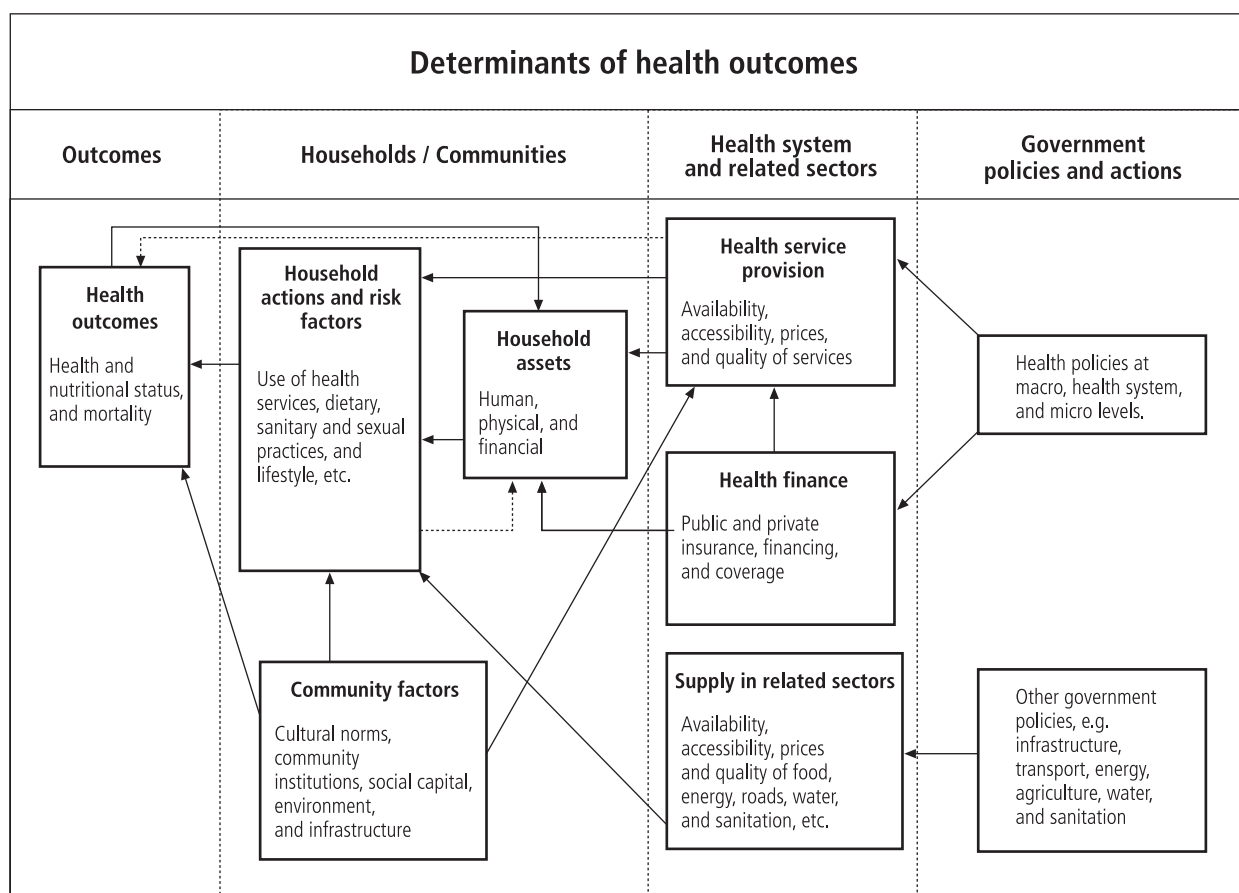 Determinants of health outcomes
Outcomes
Households / Communities
Health system
and related sectors
Government
policies and actions
Health
outcomes
Health and
nutritional status,
and mortality
Household
actions and risk
factors
Use of health
services, dietary,
sanitary and sexual
practices, and
lifestyle, etc.
Household
assets
Human,
physical, and
financial
Community factors
Cultural norms,
community
institutions, social capital,
environment,
and infrastructure
Health service
provision
Availability,
accessibility, prices,
and quality of services
Health finance
Public and private
insurance, financing,
and coverage
Supply in related sectors
Availability,
accessibility, prices
and quality of food,
energy, roads, water,
and sanitation, etc.
Health policies at
macro, health system,
and micro levels.
Other government
policies, e.g.
infrastructure,
transport, energy,
agriculture, water,
and sanitation